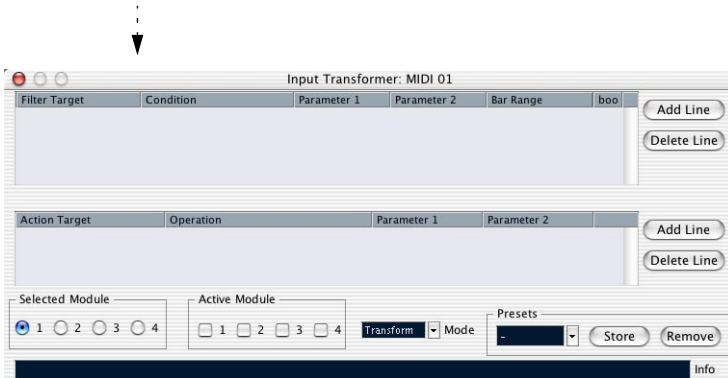 Input Transformer: MIDI 01
Filter Target Condition Parameter 1 Parameter 2 Bar Range boo
Add Line
Delete Line
Action Target Operation Parameter 1 Parameter 2
Add Line
Delete Line
Selected Module Active Module Presets
1 2 3 4 1 2 3 4 Transform Mode - Store Remove
Info